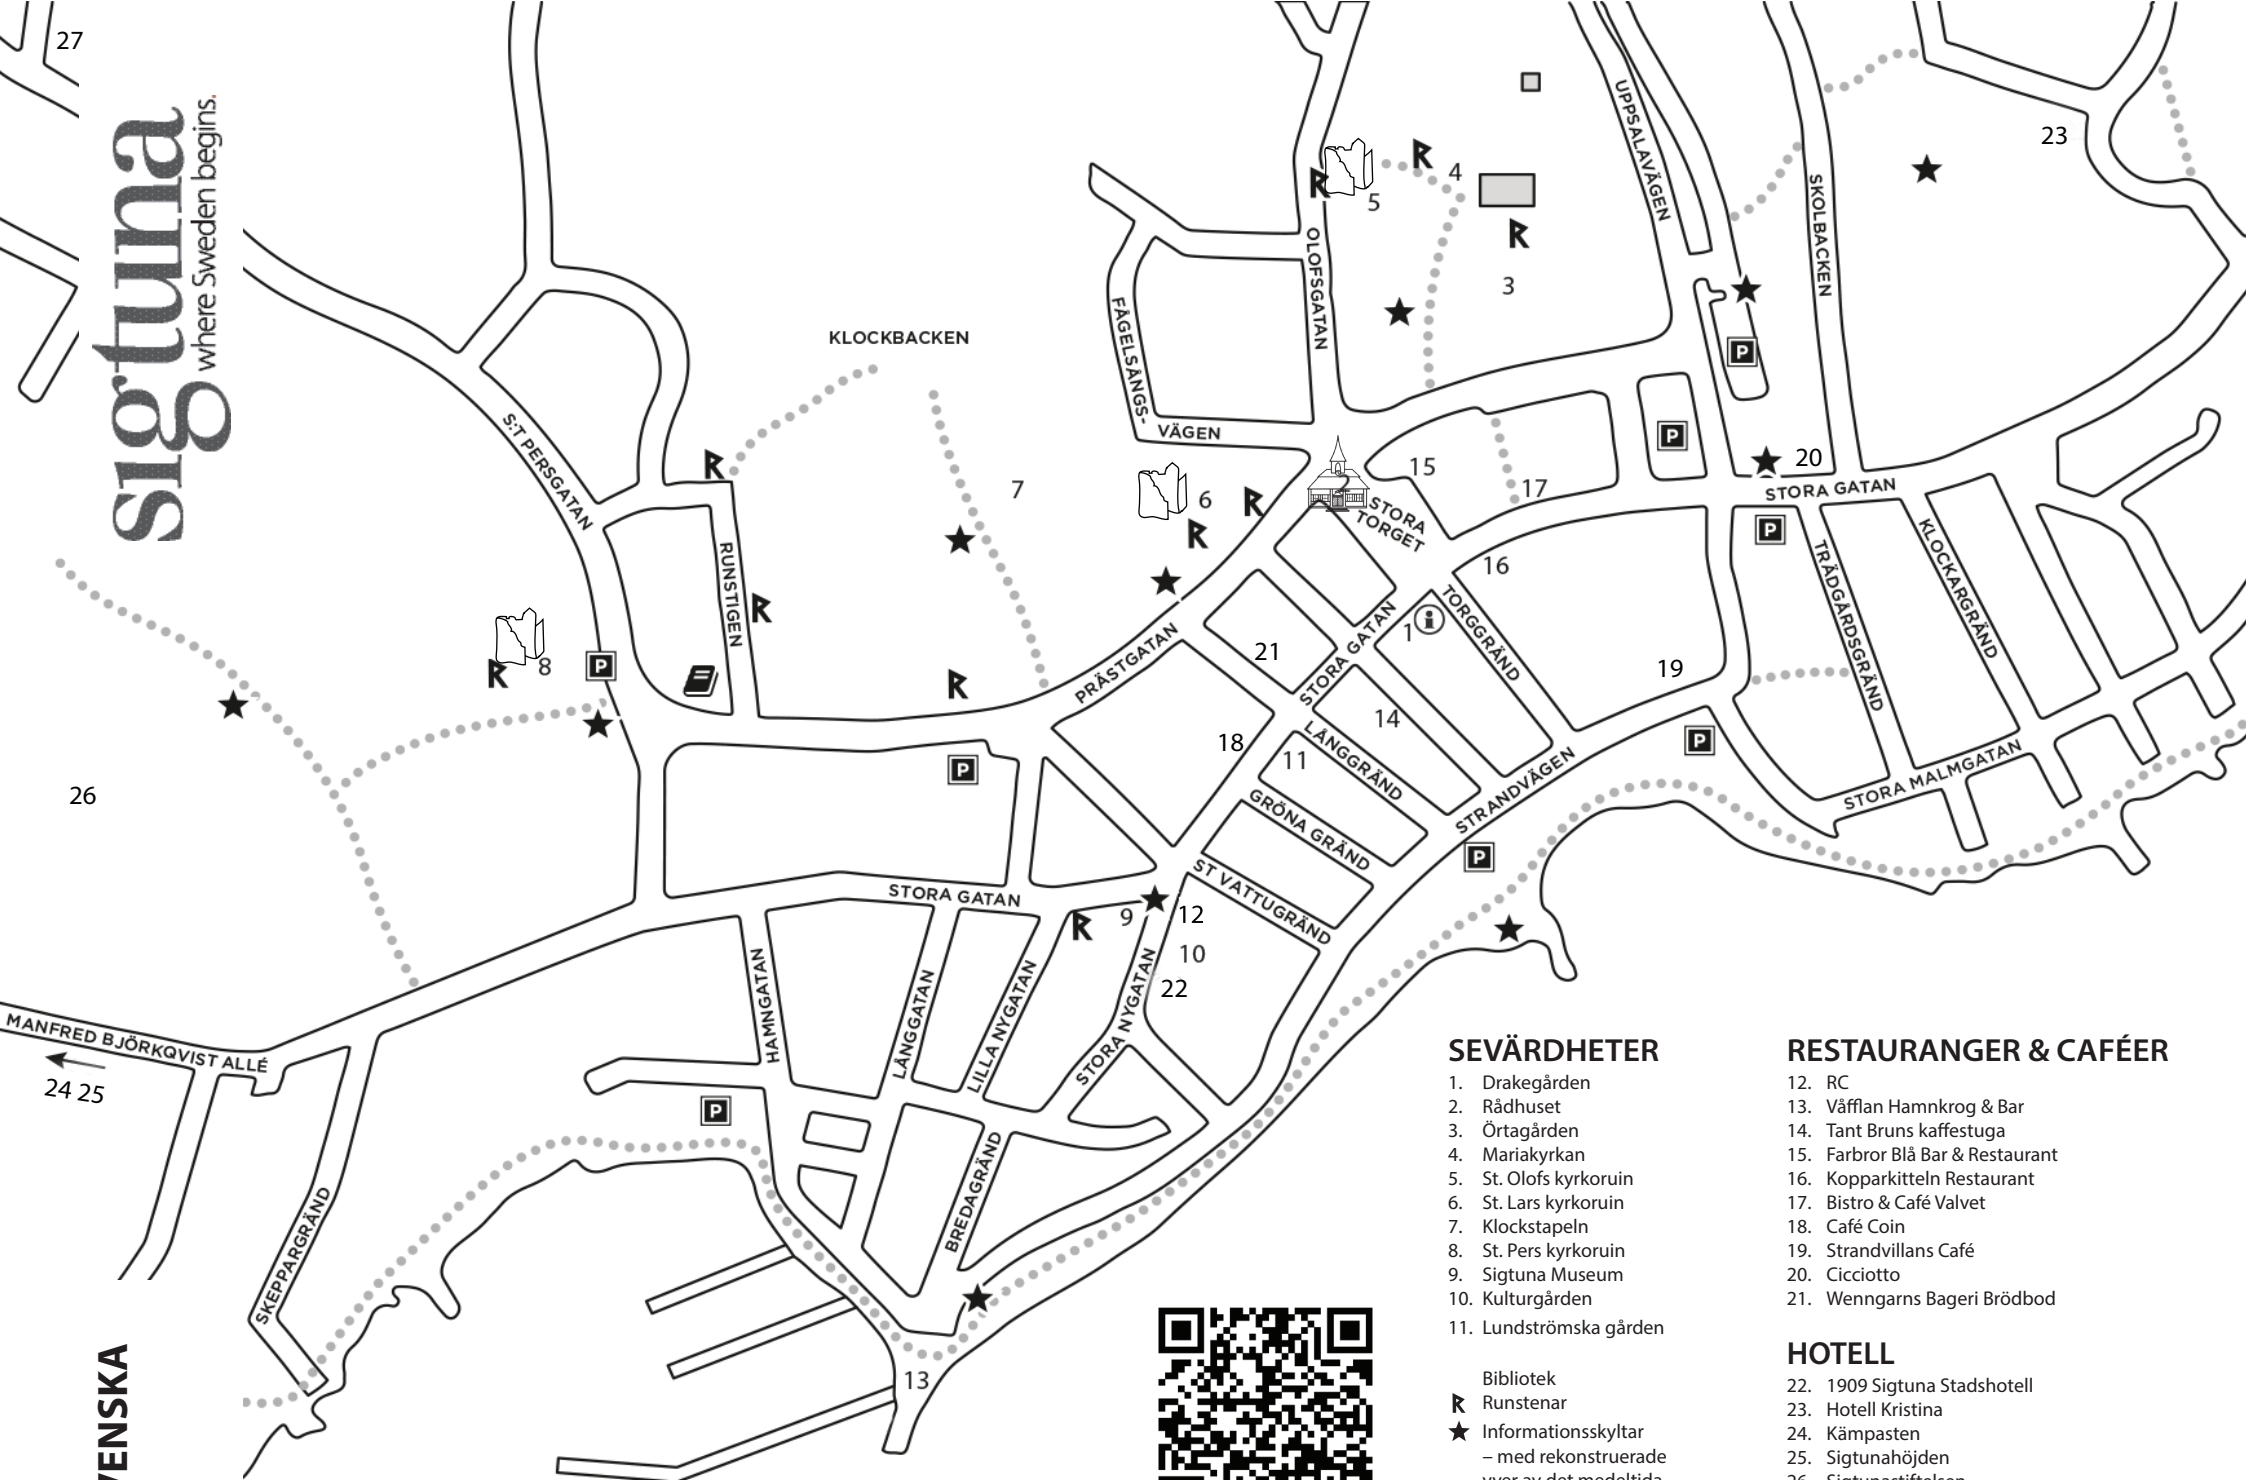 27
sigtuna
where Sweden begins.
KLOCKBACKEN
S:T PERSGATAN
RUNSTIGEN
FÅGELSÅNGS-
VÄGEN
OLOFSGATAN
UPPSALAVÄGEN
SKOLBACKEN
23
4
5
3
R
R
R
P
P
15
17
20
2
STORA
TORGET
STORA GATAN
P
16
TRÄDGÅRDSGRÄND
KLOCKARGRÄND
7
6
R
R
R
R
8
R
P
R
PRÄSTGATAN
21
STORA GATAN
1
i
TORGGRÄND
19
14
18
11
LÅNGGRÄND
P
P
STRANDVÄGEN
STORA MALMGATAN
GRÖNA GRÄND
P
26
STORA GATAN
ST VATTUGRÄND
R
9
12
10
22
HAMNGATAN
LÅNGGATAN
LILLA NYGATAN
STORA NYGATAN
MANFRED BJÖRKQVIST ALLÉ
24 25
P
SKEPPARGRÄND
BREDAGRÄND
13
VENSKA
SEVÄRDHETER
1. Drakegården
2. Rådhuset
3. Örtagården
4. Mariakyrkan
5. St. Olofs kyrkoruin
6. St. Lars kyrkoruin
7. Klockstapeln
8. St. Pers kyrkoruin
9. Sigtuna Museum
10. Kulturgården
11. Lundströmska gården
Bibliotek
R Runstenar
Informationsskyltar
– med rekonstruerade
vyer av det medeltida
RESTAURANGER & CAFÉER
12. RC
13. Våfflan Hamnkrog & Bar
14. Tant Bruns kaffestuga
15. Farbror Blå Bar & Restaurant
16. Kopparkitteln Restaurant
17. Bistro & Café Valvet
18. Café Coin
19. Strandvillans Café
20. Cicciotto
21. Wenngarns Bageri Brödbod
HOTELL
22. 1909 Sigtuna Stadshotell
23. Hotell Kristina
24. Kämpasten
25. Sigtunahöjden
26. Sigtunastiftelsen